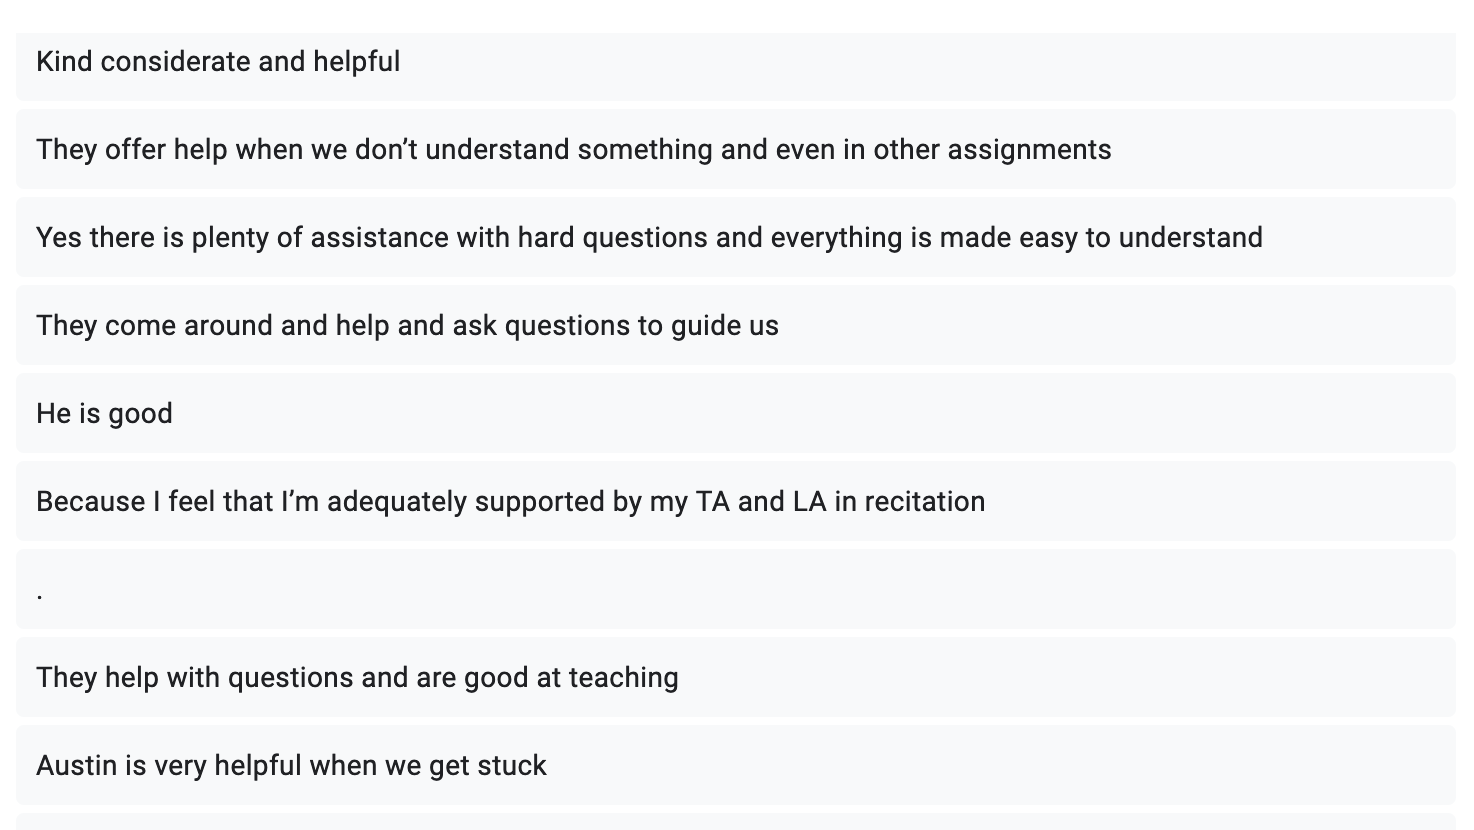 Kind considerate and helpful
They offer help when we don’t understand something and even in other assignments
Yes there is plenty of assistance with hard questions and everything is made easy to understand
They come around and help and ask questions to guide us
He is good
Because I feel that I’m adequately supported by my TA and LA in recitation
.
They help with questions and are good at teaching
Austin is very helpful when we get stuck